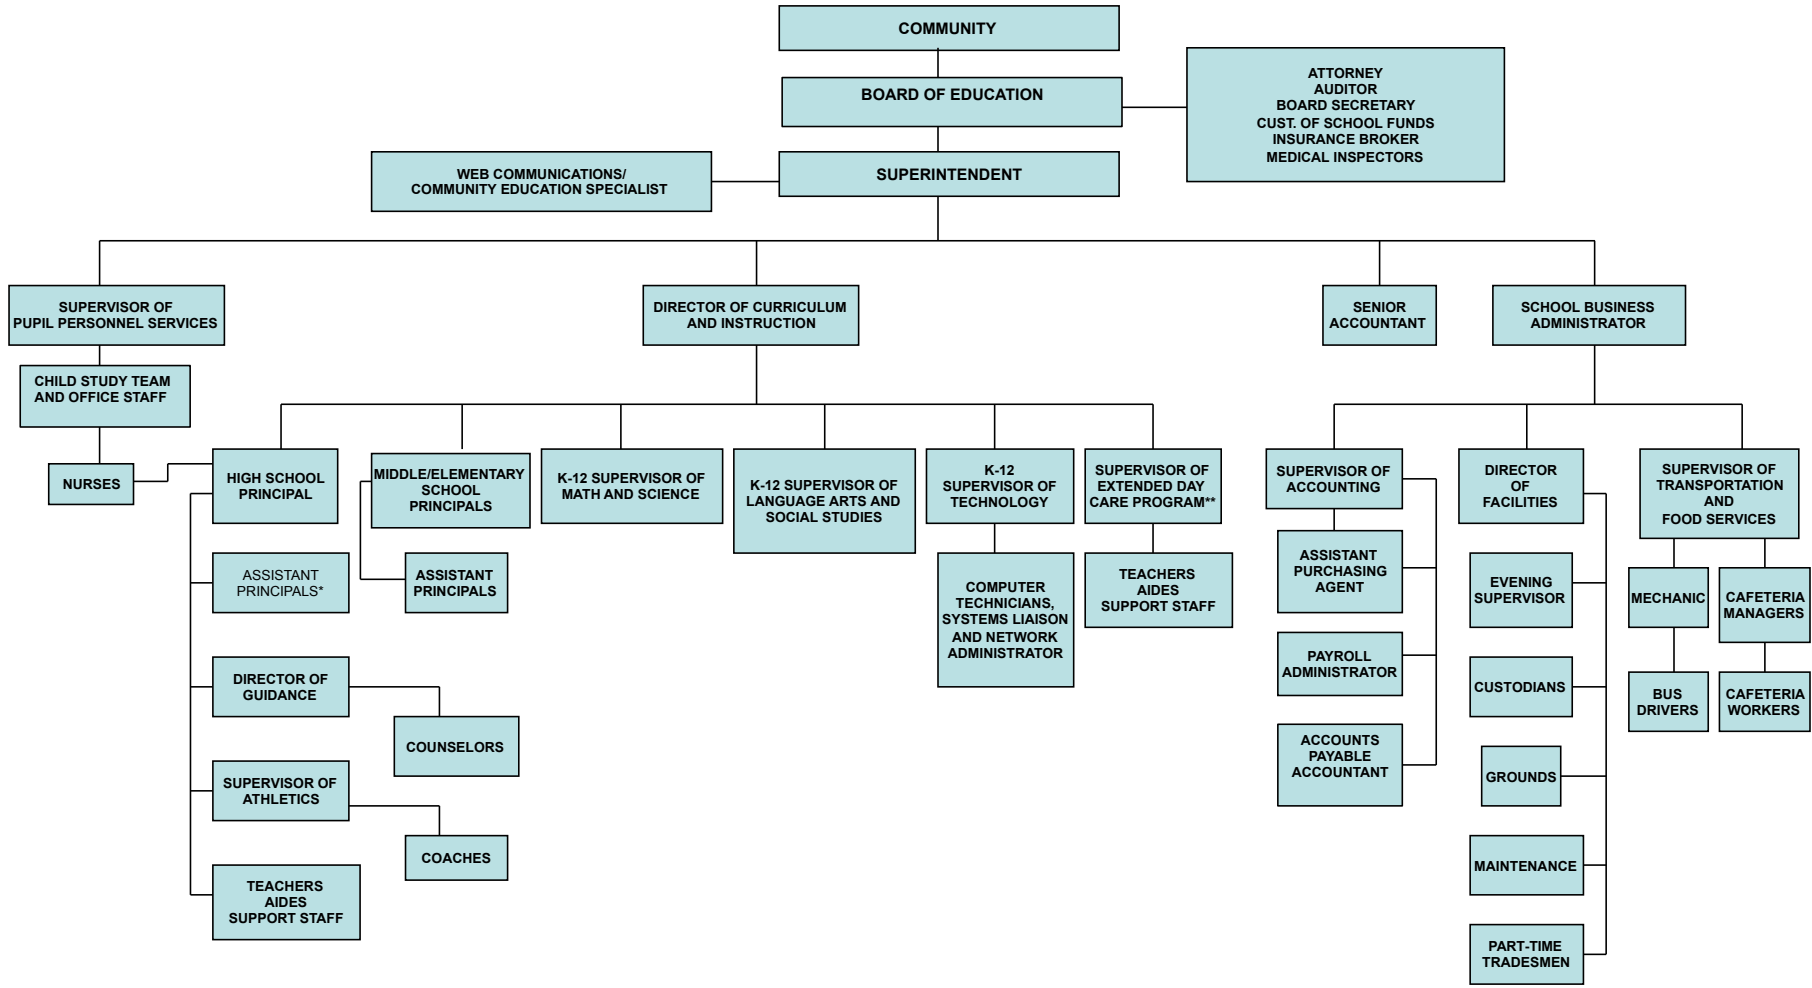 COMMUNITY
BOARD OF EDUCATION
ATTORNEY
AUDITOR
BOARD SECRETARY
CUST. OF SCHOOL FUNDS
INSURANCE BROKER
MEDICAL INSPECTORS
WEB COMMUNICATIONS/
COMMUNITY EDUCATION SPECIALIST
SUPERINTENDENT
SUPERVISOR OF
PUPIL PERSONNEL SERVICES
DIRECTOR OF CURRICULUM
AND INSTRUCTION
SENIOR
ACCOUNTANT
SCHOOL BUSINESS
ADMINISTRATOR
CHILD STUDY TEAM
AND OFFICE STAFF
NURSES
HIGH SCHOOL
PRINCIPAL
MIDDLE/ELEMENTARY
SCHOOL
PRINCIPALS
K-12 SUPERVISOR OF
MATH AND SCIENCE
K-12 SUPERVISOR OF
LANGUAGE ARTS AND
SOCIAL STUDIES
K-12
SUPERVISOR OF
TECHNOLOGY
SUPERVISOR OF
EXTENDED DAY
CARE PROGRAM**
SUPERVISOR OF
ACCOUNTING
DIRECTOR
OF
FACILITIES
SUPERVISOR OF
TRANSPORTATION
AND
FOOD SERVICES
ASSISTANT
PRINCIPALS*
ASSISTANT
PRINCIPALS
COMPUTER
TECHNICIANS,
SYSTEMS LIAISON
AND NETWORK
ADMINISTRATOR
TEACHERS
AIDES
SUPPORT STAFF
ASSISTANT
PURCHASING
AGENT
EVENING
SUPERVISOR
MECHANIC
CAFETERIA
MANAGERS
DIRECTOR OF
GUIDANCE
COUNSELORS
PAYROLL
ADMINISTRATOR
CUSTODIANS
BUS
DRIVERS
CAFETERIA
WORKERS
SUPERVISOR OF
ATHLETICS
COACHES
ACCOUNTS
PAYABLE
ACCOUNTANT
GROUNDS
TEACHERS
AIDES
SUPPORT STAFF
MAINTENANCE
PART-TIME
TRADESMEN